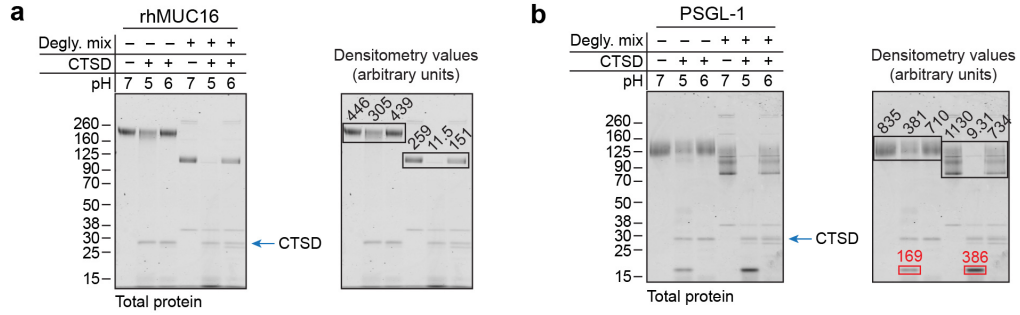 a
rhMUC16
Degly. mix – – – + + +
CTSD – + + – + +
pH 7 5 6 7 5 6
260
160
125
90
70
50
38
30
25
15
CTSD
Total protein
Densitometry values
(arbitrary units)
446 305 439
259 11.5 151
b
PSGL-1
Degly. mix – – – + + +
CTSD – + + – + +
pH 7 5 6 7 5 6
260
160
125
90
70
50
38
30
25
15
CTSD
Total protein
Densitometry values
(arbitrary units)
835 381 710 1130 9.31 734
169 386